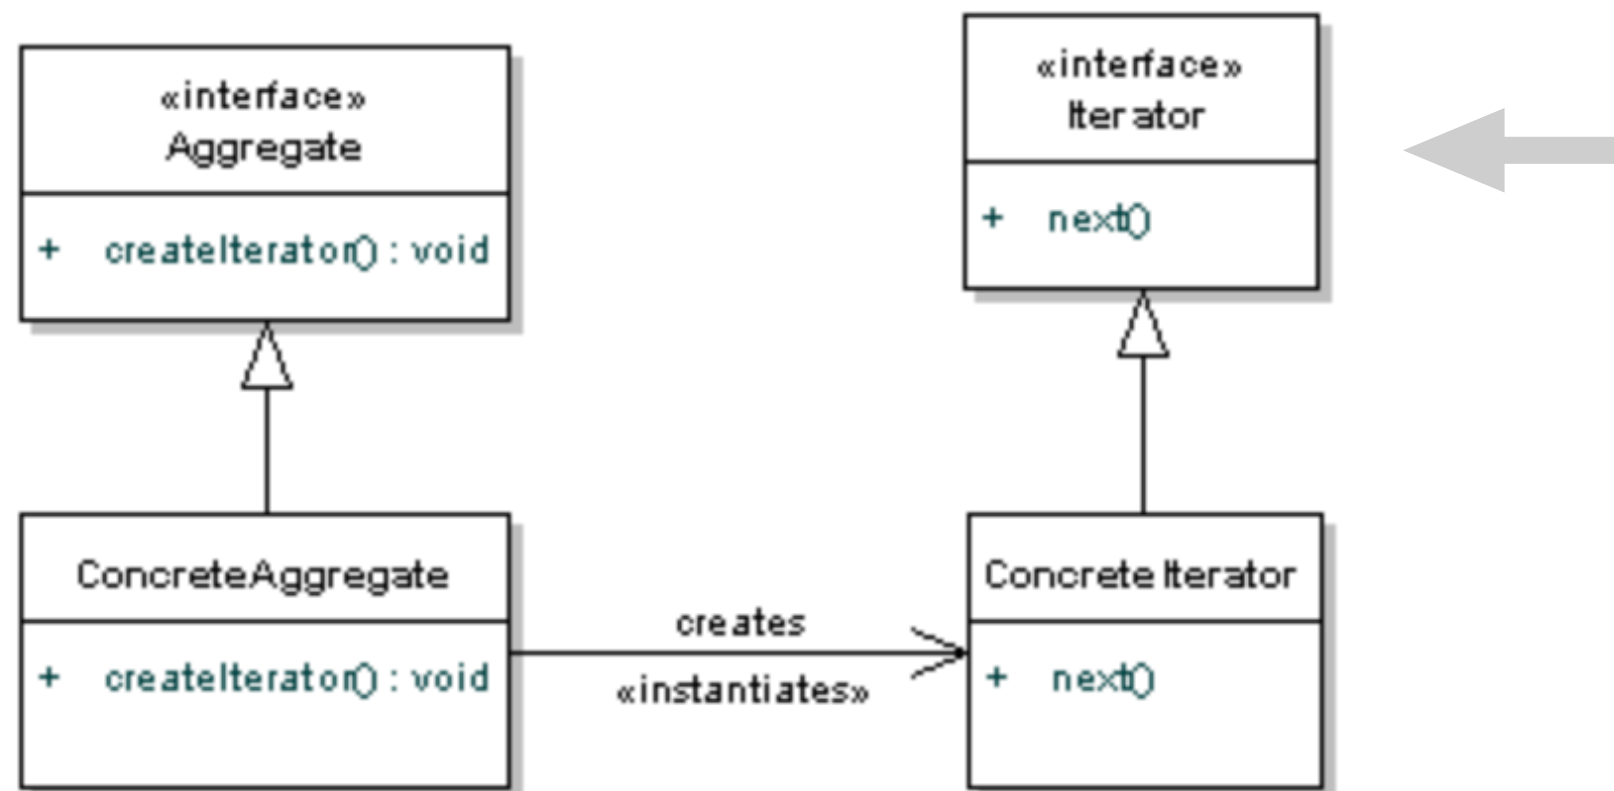 «interface»
Aggregate
+ createIterator() : void
«interface»
Iterator
+ next()
ConcreteAggregate
+ createIterator() : void
creates
«instantiates»
ConcreteIterator
+ next()